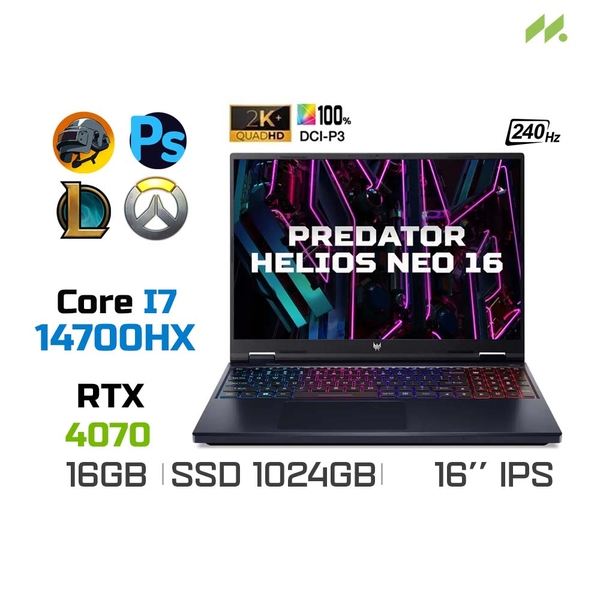 2K+
QUADHD
100%
DCI-P3
240Hz
Ps
L
PREDATOR
HELIOS NEO 16
Core I7
14700HX
RTX
4070
16GB | SSD 1024GB | 16’’ IPS